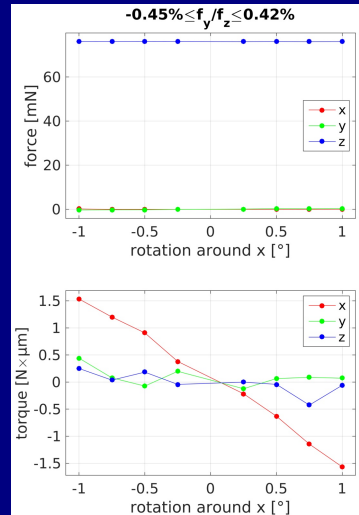 -0.45%≤f_y/f_z≤0.42%
force [mN]
60
40
20
0
x
y
z
-1
-0.5
0
0.5
1
rotation around x [°]
torque [N×μm]
1.5
1
0.5
0
-0.5
-1
-1.5
x
y
z
-1
-0.5
0
0.5
1
rotation around x [°]